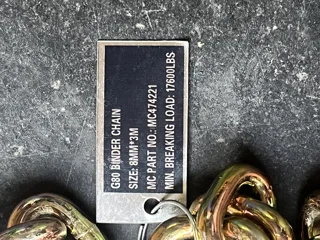 G80 BINDER CHAIN
SIZE: 8MM*3M
MC PART NO.: MC474221
MIN. BREAKING LOAD: 17600LBS